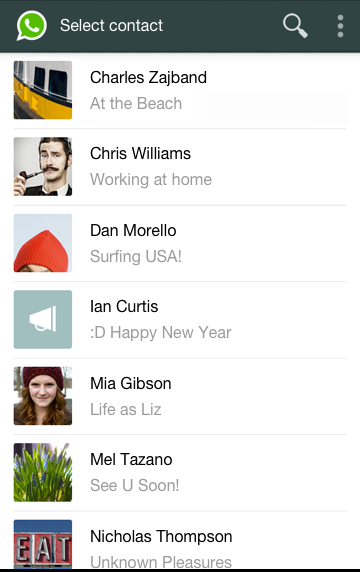 Select contact
Charles Zajband
At the Beach
Chris Williams
Working at home
Dan Morello
Surfing USA!
Ian Curtis
:D Happy New Year
Mia Gibson
Life as Liz
Mel Tazano
See U Soon!
EAT
Nicholas Thompson
Unknown Pleasures